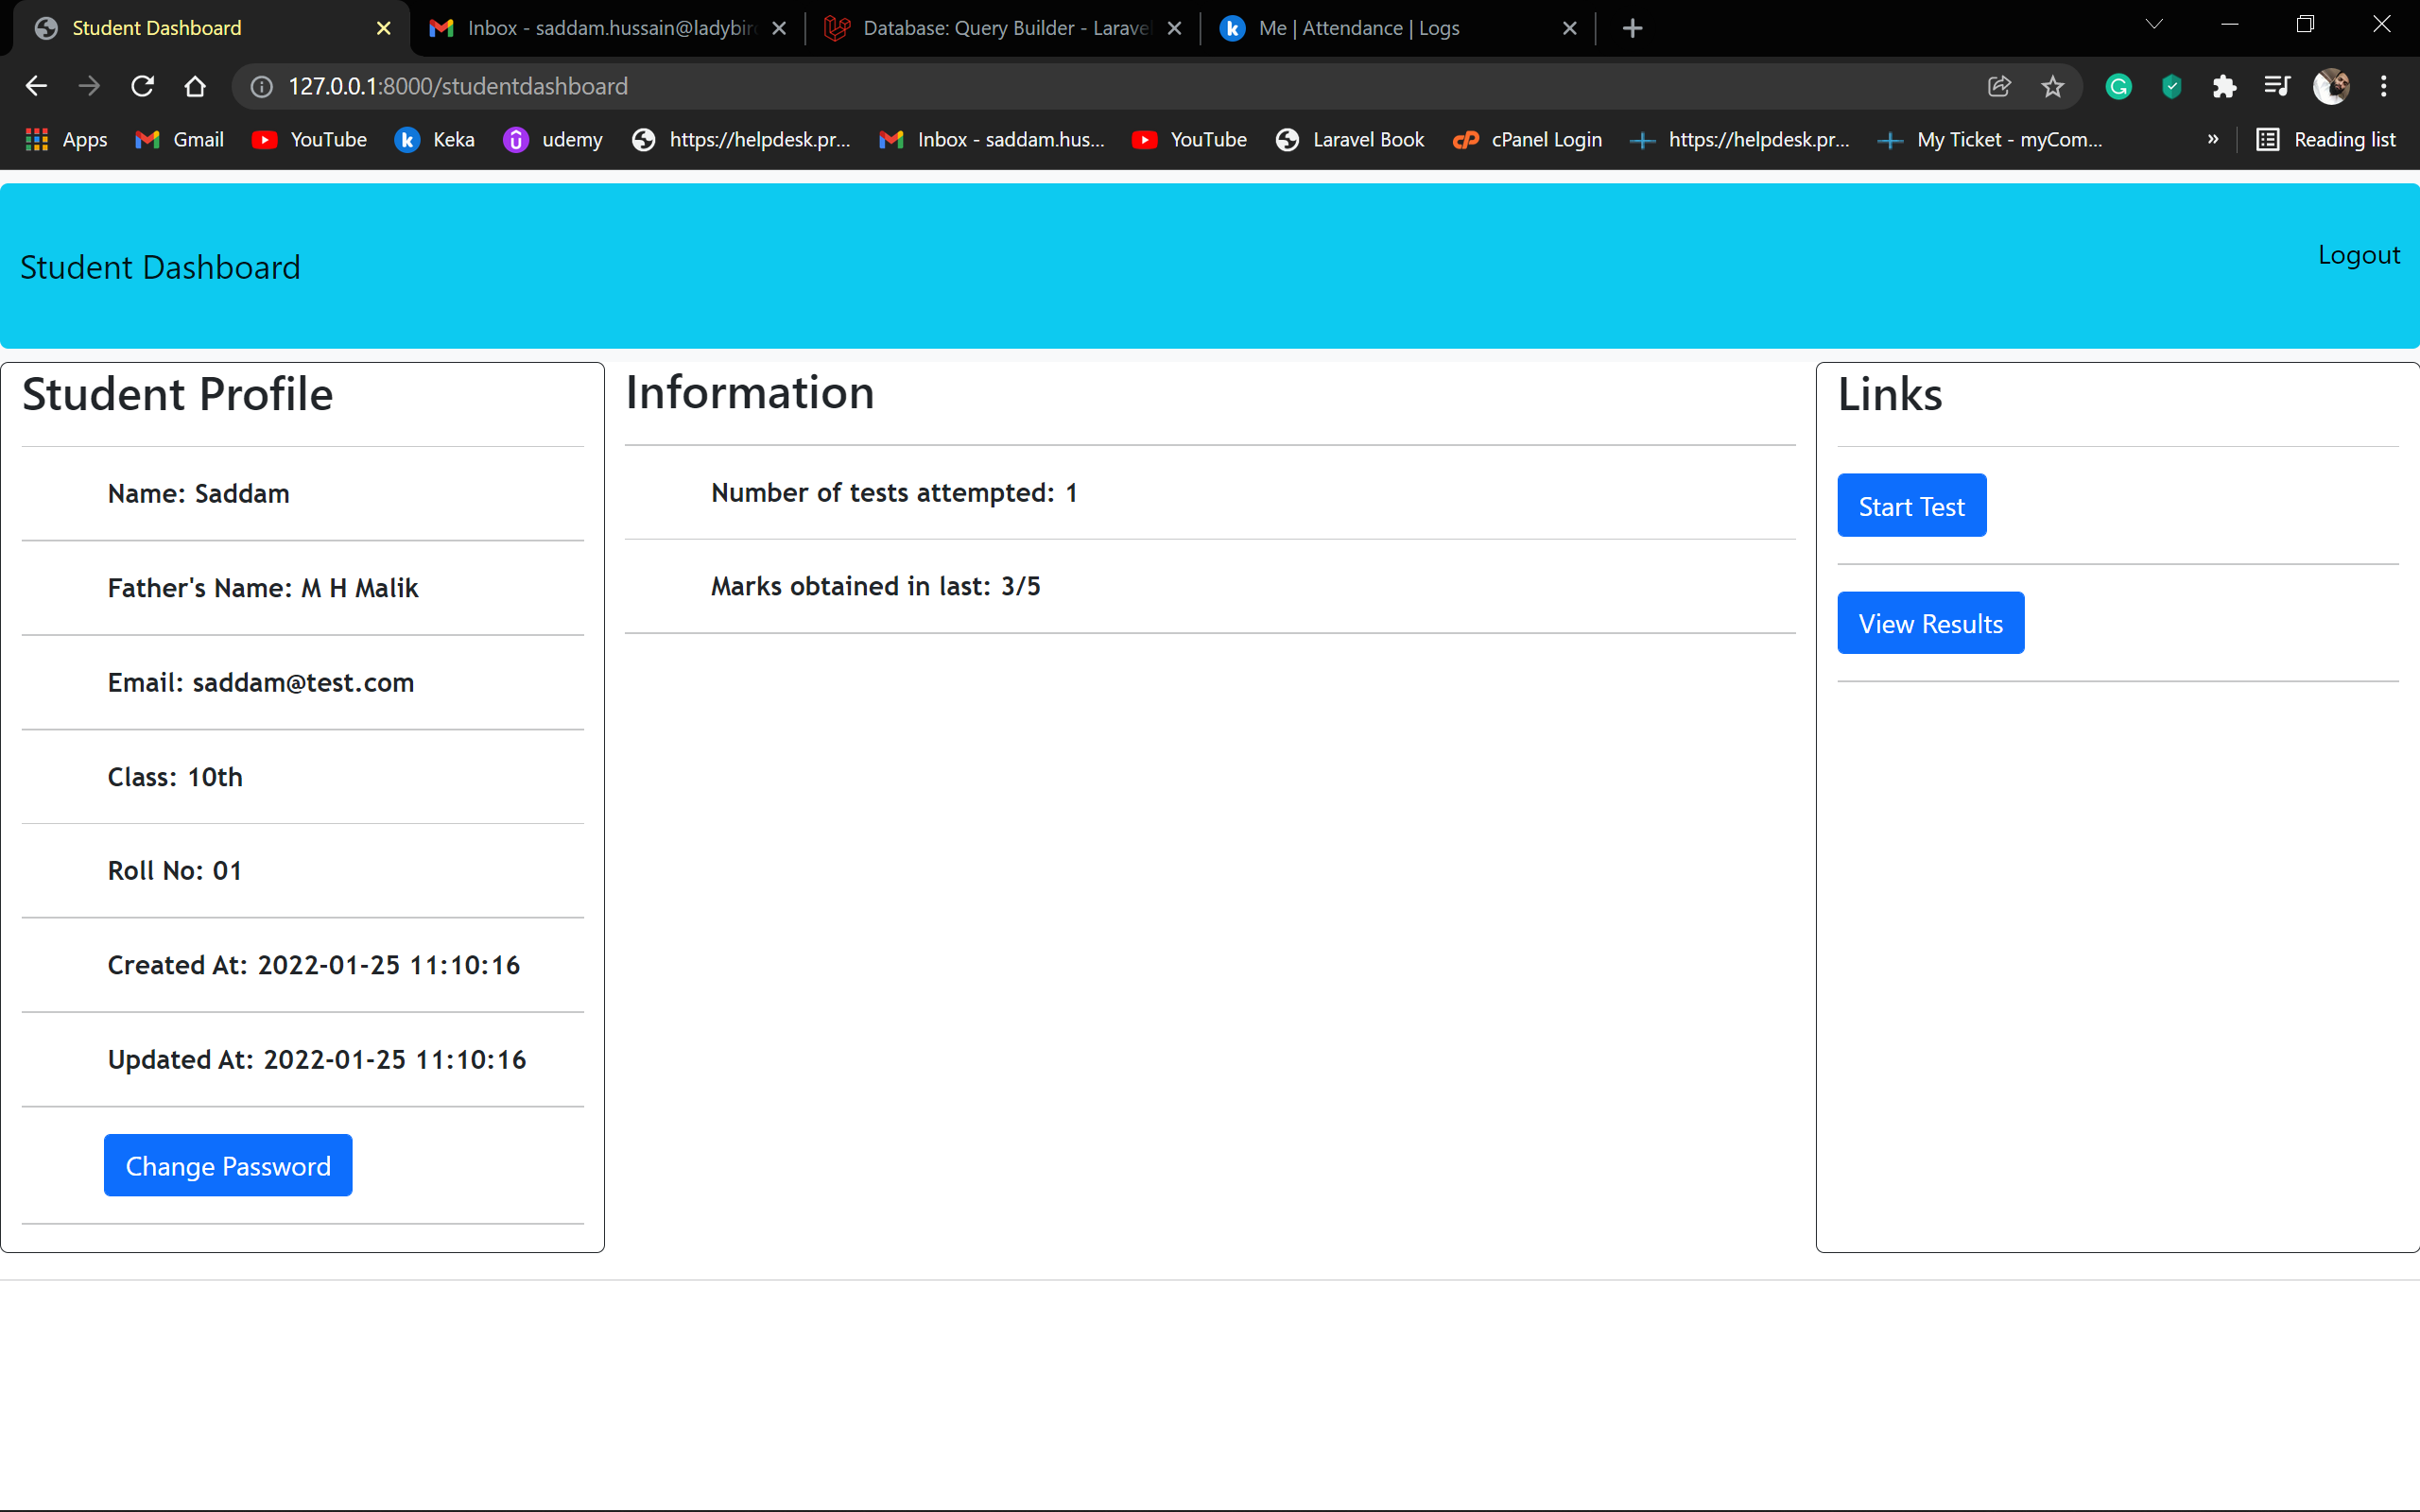 Student Dashboard
Inbox - saddam.hussain@ladybir
Database: Query Builder - Larave
Me | Attendance | Logs
127.0.0.1:8000/studentdashboard
Apps
Gmail
YouTube
Keka
udemy
https://helpdesk.pr...
Inbox - saddam.hus...
YouTube
Laravel Book
cPanel Login
https://helpdesk.pr...
My Ticket - myCom...
»
Reading list
Student Dashboard
Logout
Student Profile
Name: Saddam
Father's Name: M H Malik
Email: saddam@test.com
Class: 10th
Roll No: 01
Created At: 2022-01-25 11:10:16
Updated At: 2022-01-25 11:10:16
Change Password
Information
Number of tests attempted: 1
Marks obtained in last: 3/5
Links
Start Test
View Results